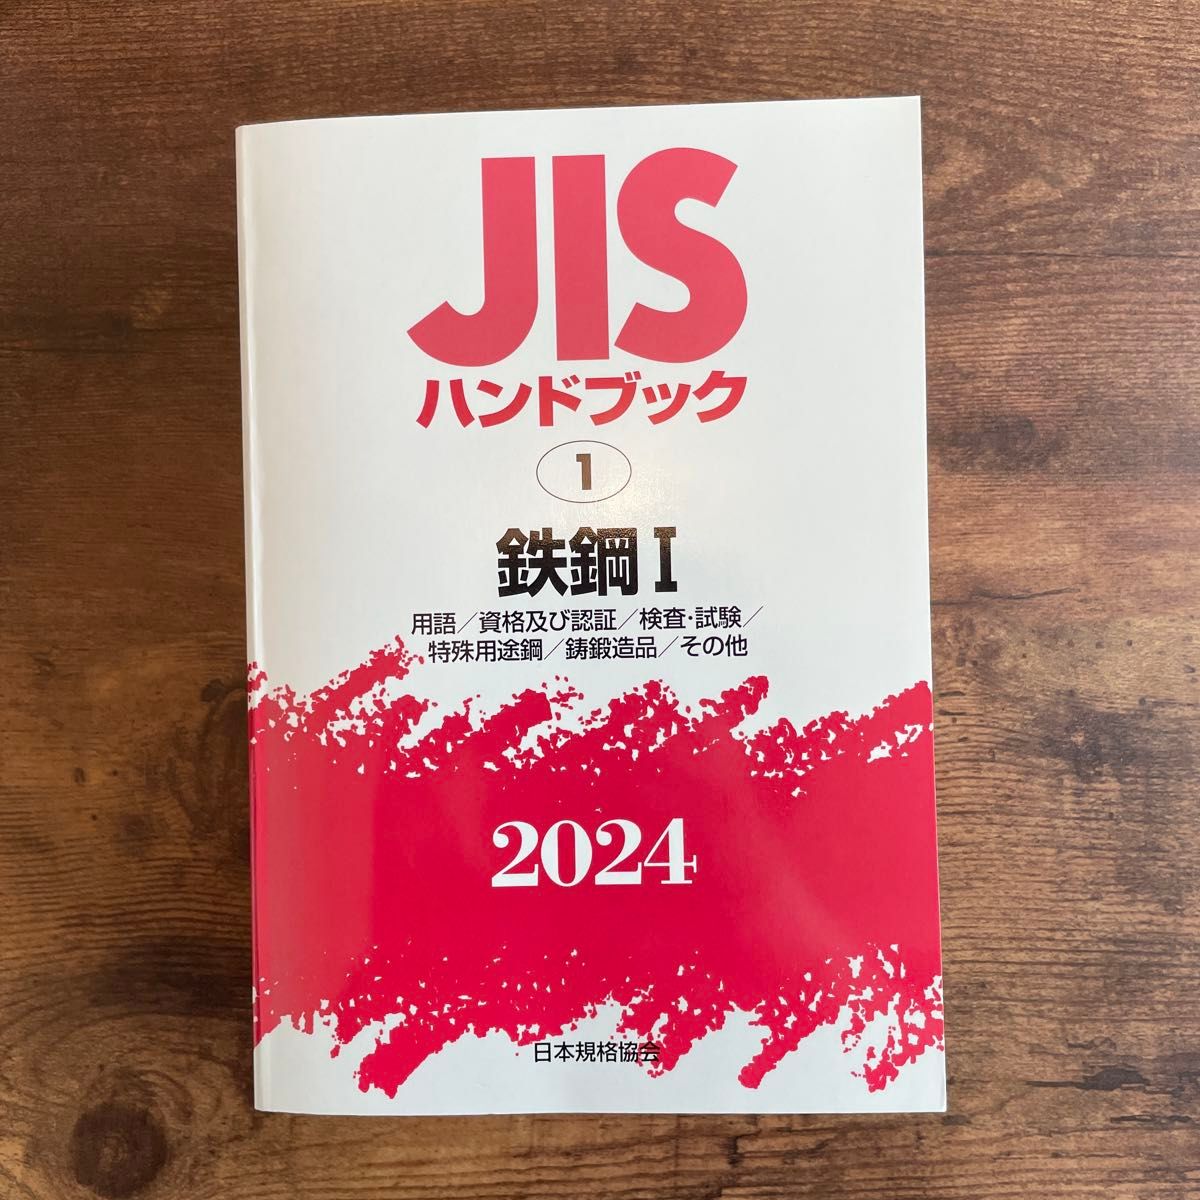 JIS
ハンドブック
1
鉄鋼Ⅰ
用語／資格及び認証／検査・試験／
特殊用途鋼／鋳鍛造品／その他
2024
日本規格協会